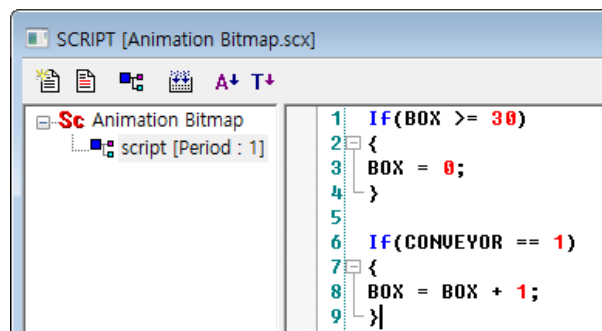 SCRIPT [Animation Bitmap.scx]
A T
Sc Animation Bitmap
script [Period : 1]
1 If(BOX >= 30)
2 {
3 BOX = 0;
4 }
5
6 If(CONVEYOR == 1)
7 {
8 BOX = BOX + 1;
9 }